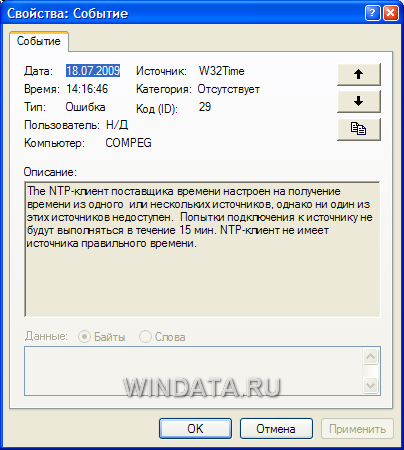 Свойства: Событие
Событие
Дата: 18.07.2009 Источник: W32Time
Время: 14:16:46 Категория: Отсутствует
Тип: Ошибка Код (ID): 29
Пользователь: Н/Д
Компьютер: COMPEG
Описание:
The NTP-клиент поставщика времени настроен на получение
времени из одного или нескольких источников, однако ни один из
этих источников недоступен. Попытки подключения к источнику не
будут выполняться в течение 15 мин. NTP-клиент не имеет
источника правильного времени.
Данные: Байты Слова
WINDATA.RU
OK Отмена Применить